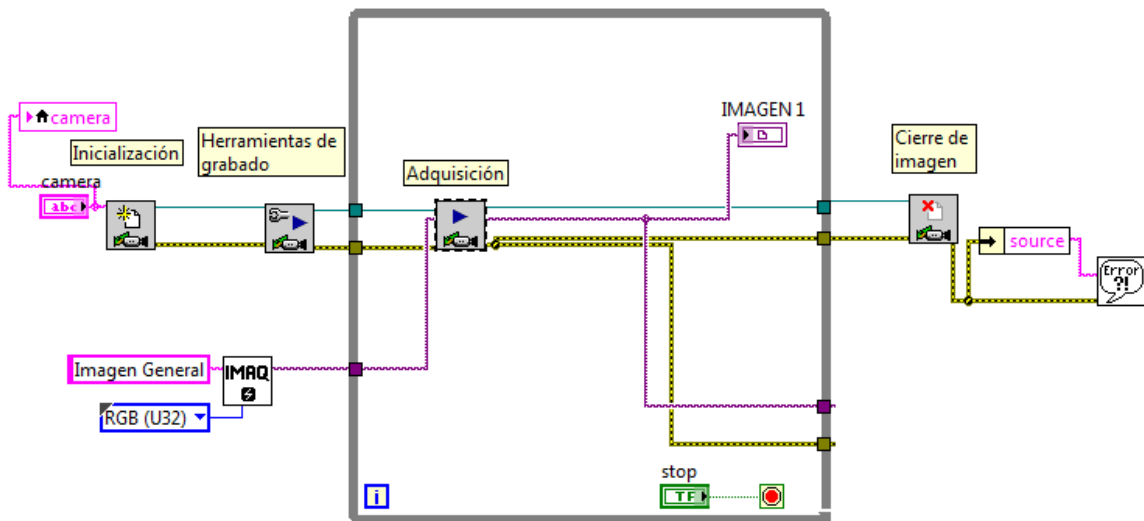 IMAGEN 1
camera
Herramientas de
grabado
Cierre de
imagen
Inicialización
Adquisición
camera
abc
source
Error
?!
Imagen General
IMAQ
RGB (U32)
stop
TF
i